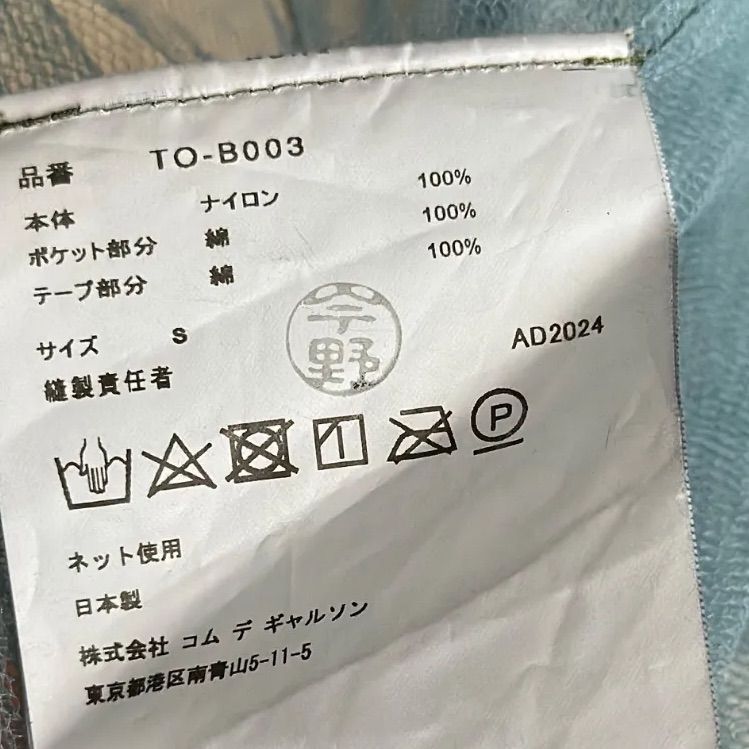 品番 TO-B003
本体 ナイロン 100%
ポケット部分 綿 100%
テープ部分 綿 100%
サイズ S
今野
AD2024
縫製責任者
P
ネット使用
日本製
株式会社 コム デ ギャルソン
東京都港区南青山5-11-5